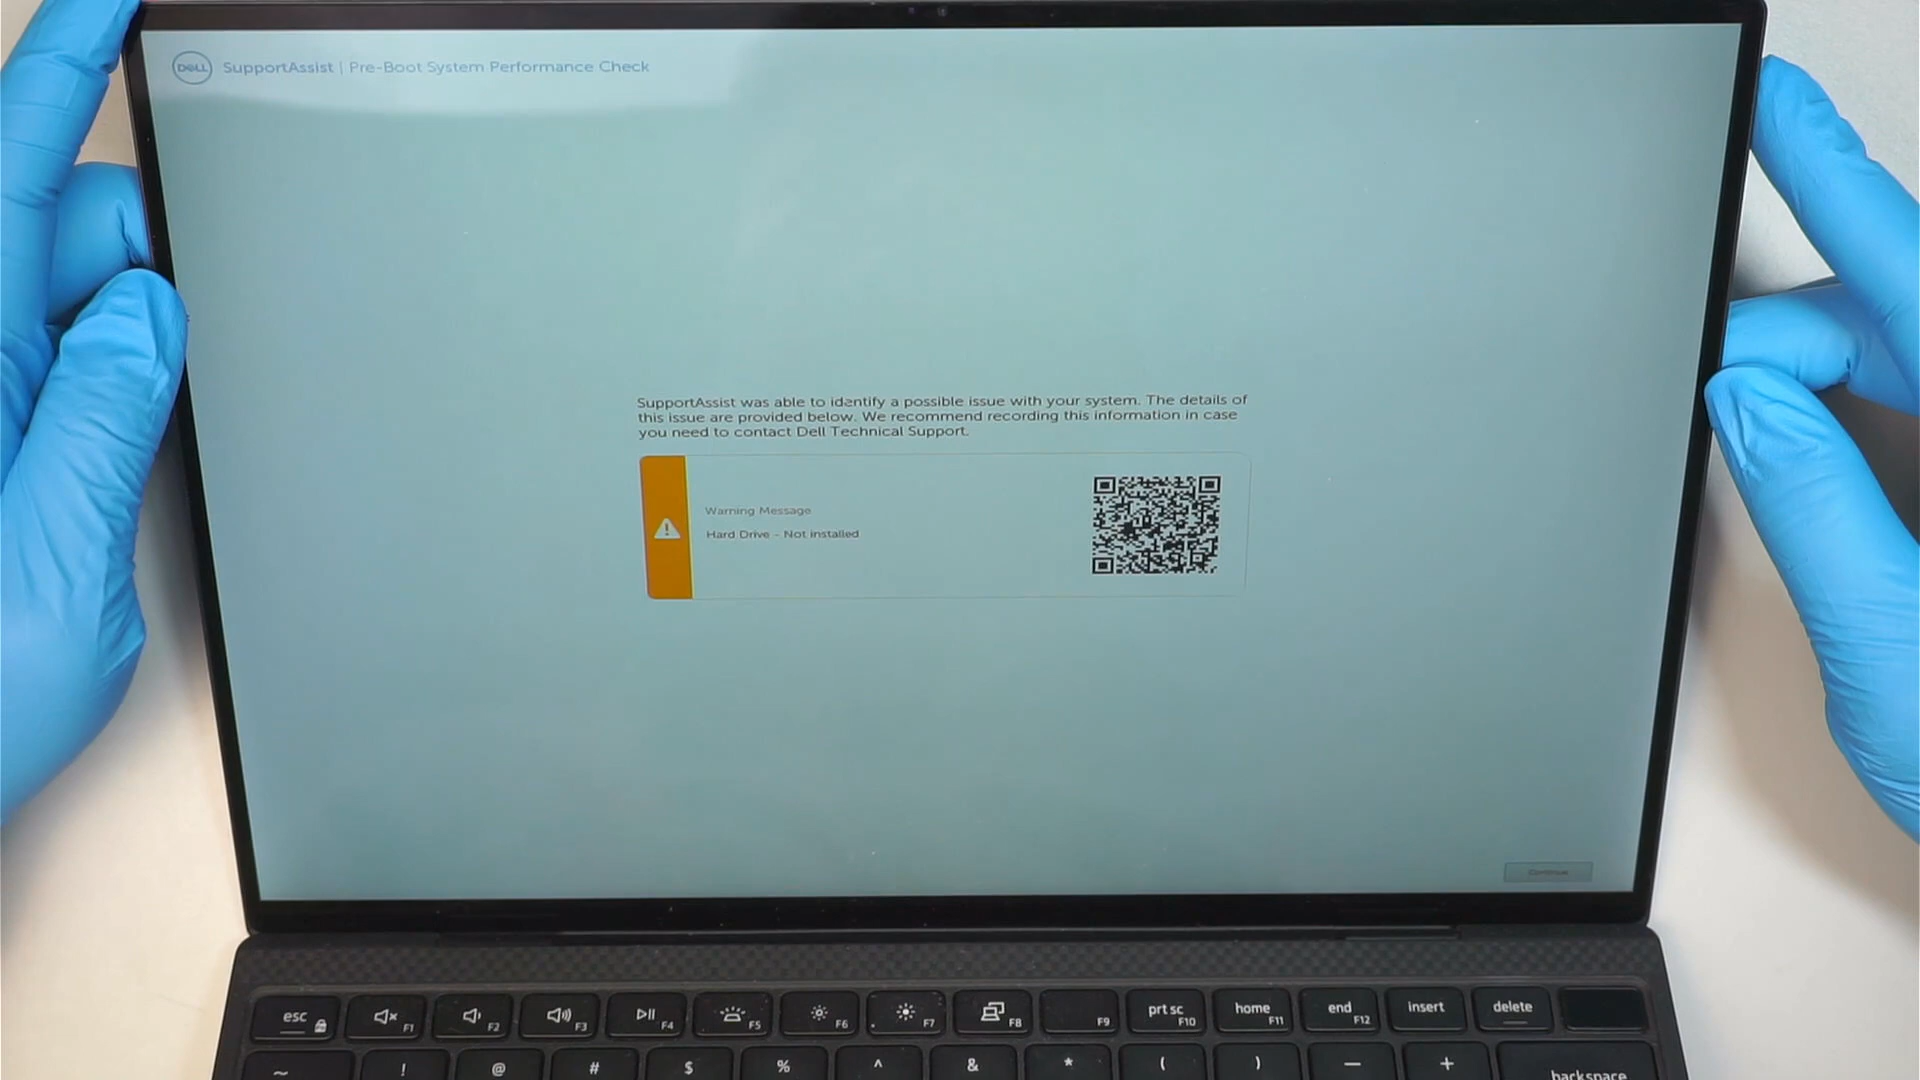 DELL SupportAssist | Pre-Boot System Performance Check
SupportAssist was able to identify a possible issue with your system. The details of
this issue are provided below. We recommend recording this information in case
you need to contact Dell Technical Support.
Warning Message
Hard Drive - Not installed
Continue
esc F1 F2 F3 F4 F5 F6 F7 F8 F9 prt sc F10 home F11 end F12 insert delete
~ ! @ # $ % ^ & * ( ) — + backspace